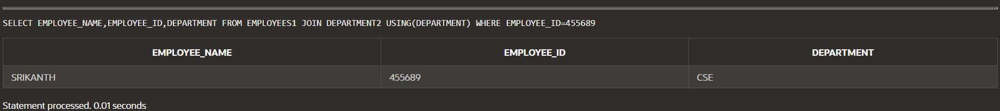 SELECT EMPLOYEE_NAME,EMPLOYEE_ID,DEPARTMENT FROM EMPLOYEES1 JOIN DEPARTMENT2 USING(DEPARTMENT) WHERE EMPLOYEE_ID=455689
EMPLOYEE_NAME EMPLOYEE_ID DEPARTMENT
SRIKANTH 455689 CSE
Statement processed. 0.01 seconds